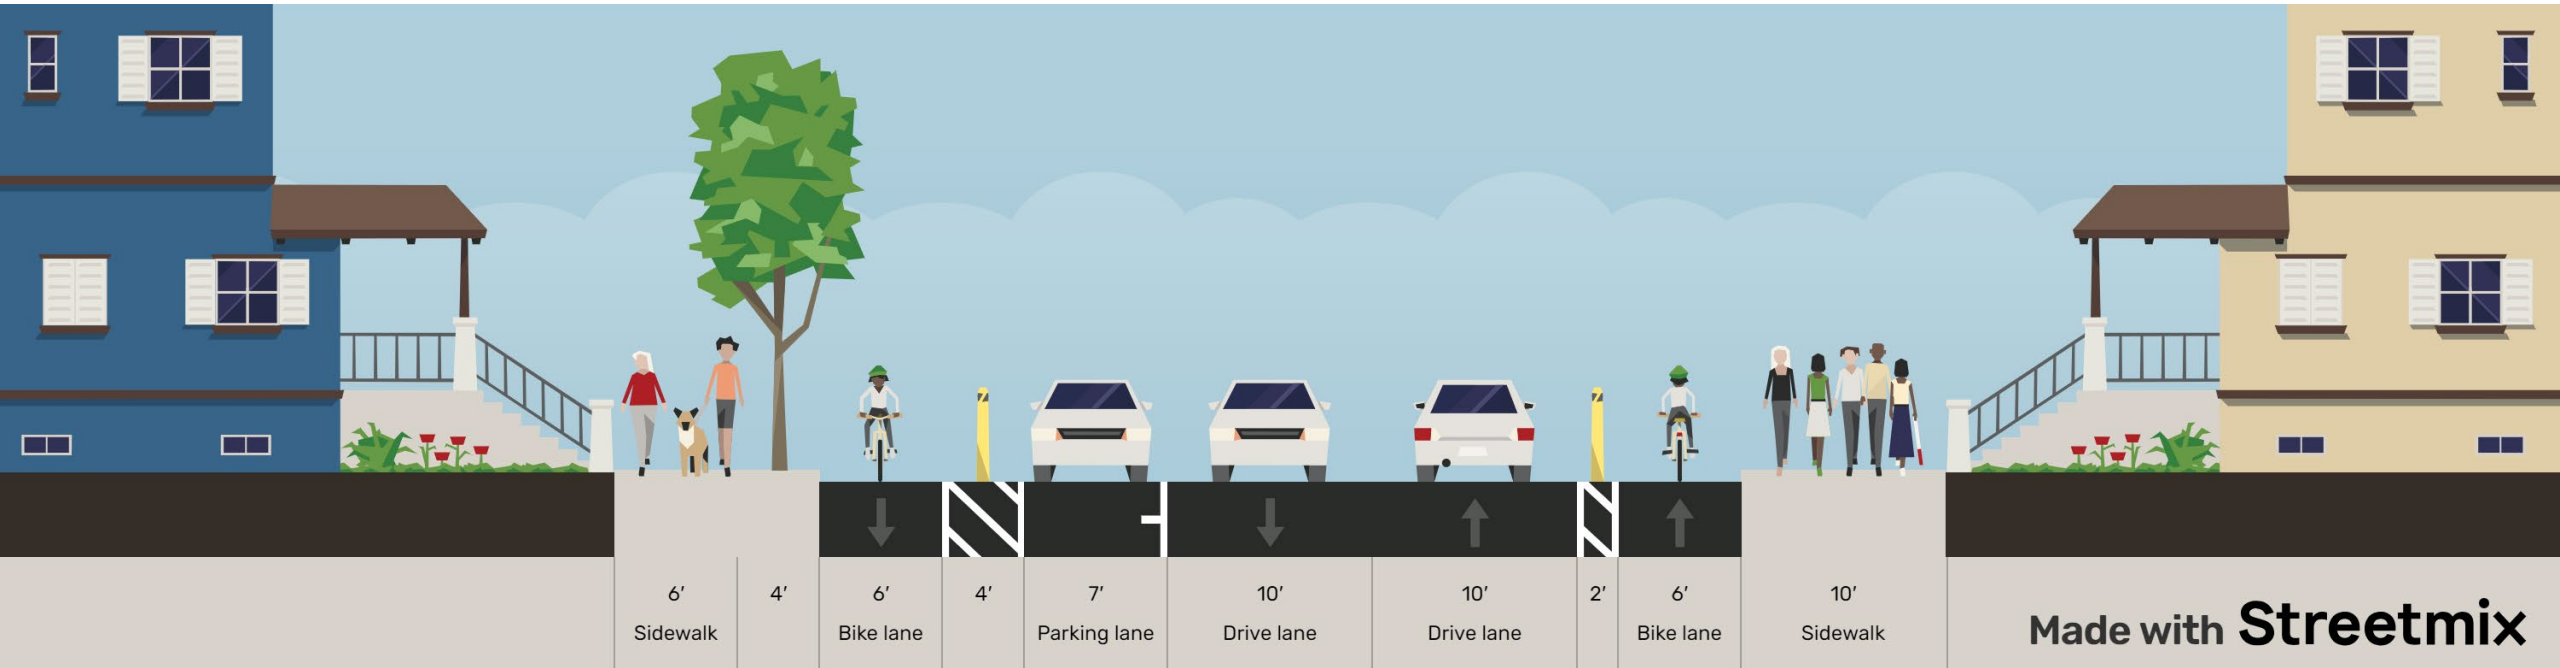 6′ 4′ 6′ 4′ 7′ 10′ 10′ 2′ 6′ 10′
Sidewalk Bike lane Parking lane Drive lane Drive lane Bike lane Sidewalk
Made with Streetmix